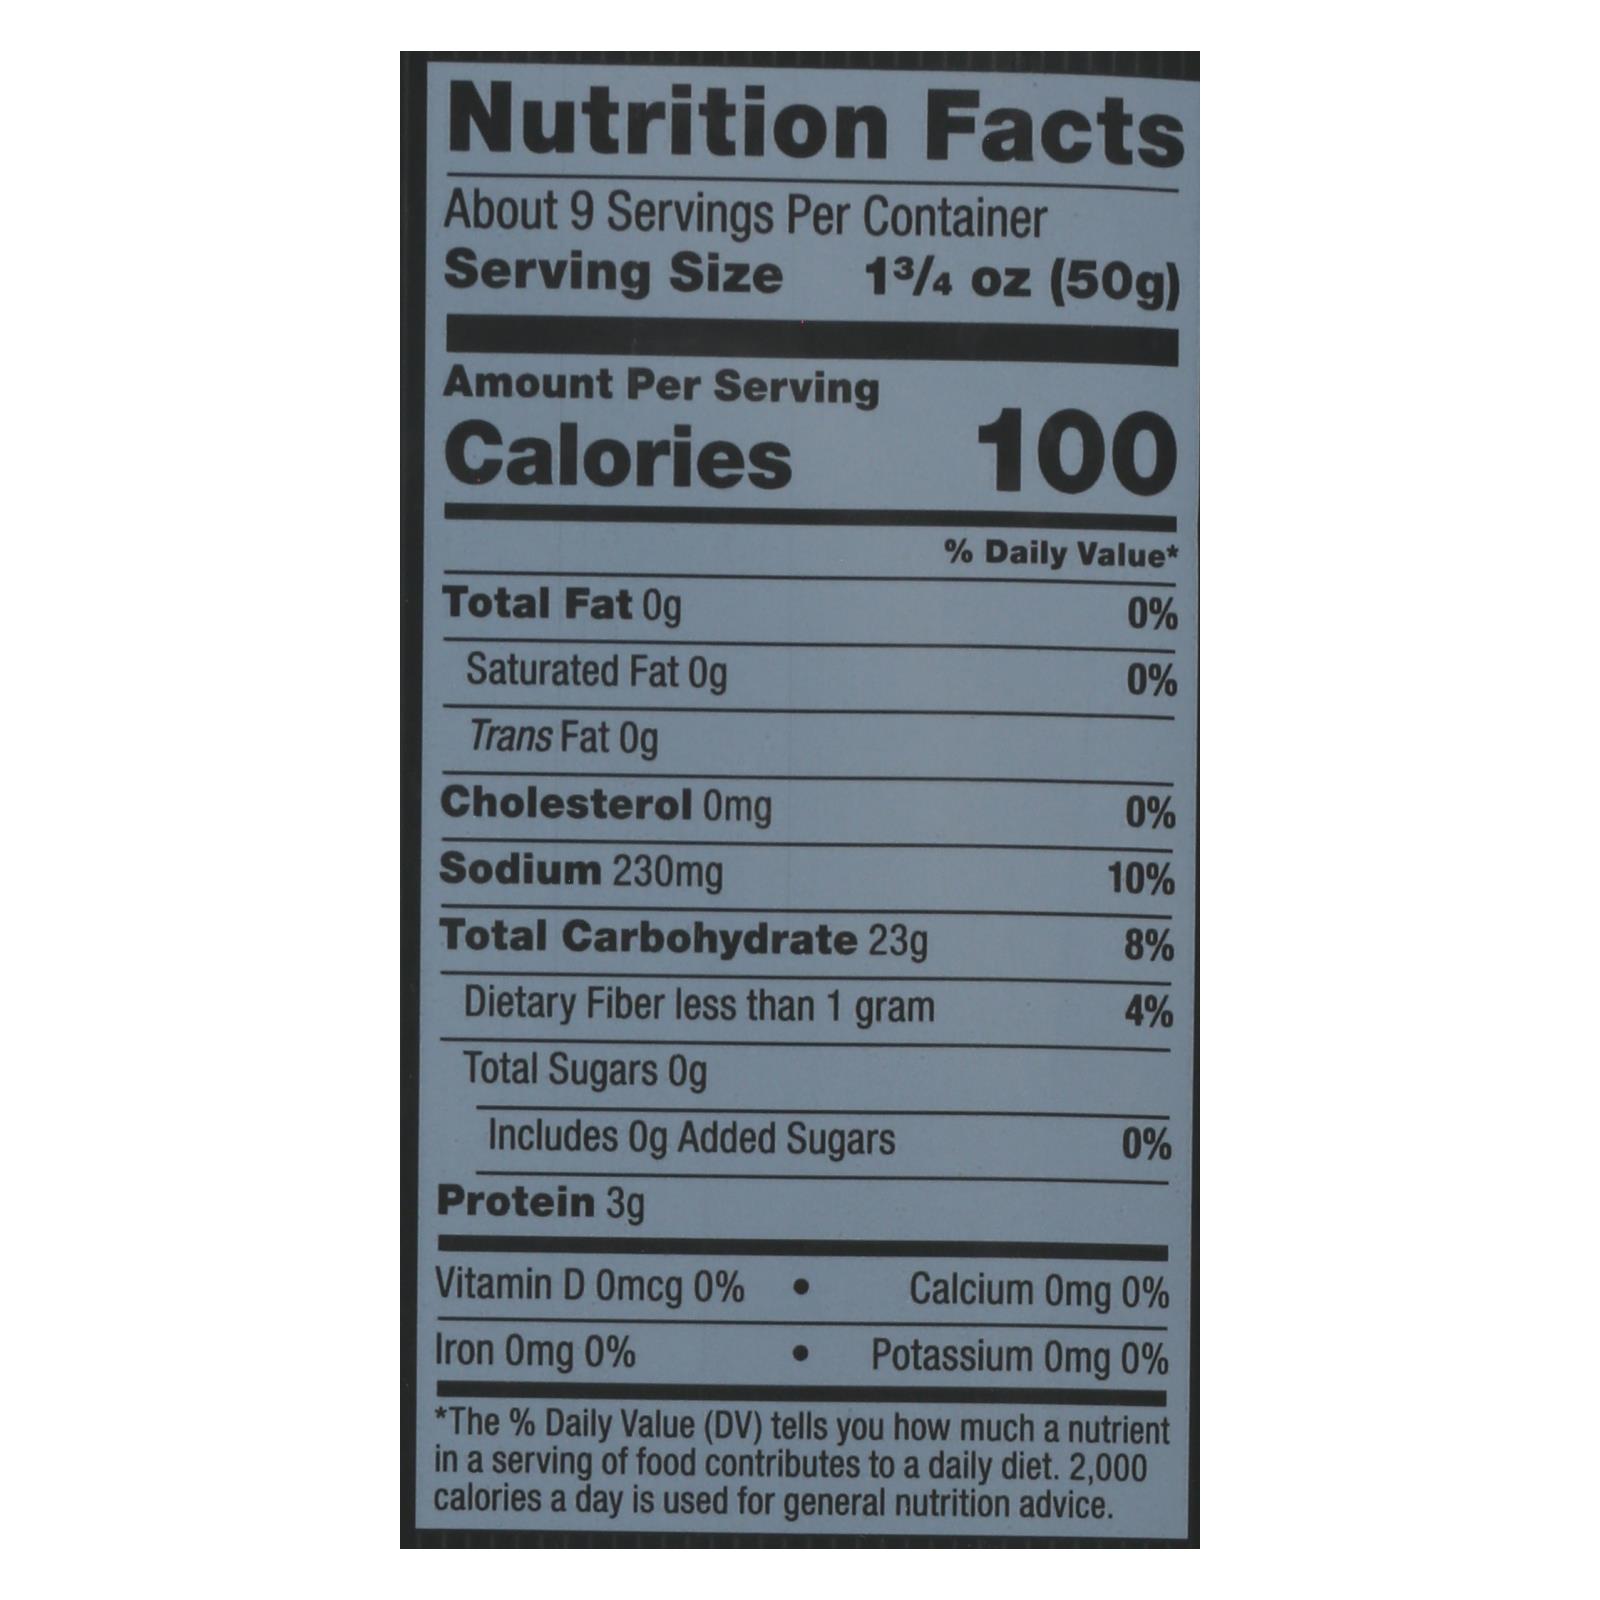 Nutrition Facts
About 9 Servings Per Container
Serving Size 1³/₄ oz (50g)
Amount Per Serving
Calories 100
% Daily Value*
Total Fat 0g 0%
Saturated Fat 0g 0%
Trans Fat 0g
Cholesterol 0mg 0%
Sodium 230mg 10%
Total Carbohydrate 23g 8%
Dietary Fiber less than 1 gram 4%
Total Sugars 0g
Includes 0g Added Sugars 0%
Protein 3g
Vitamin D 0mcg 0% • Calcium 0mg 0%
Iron 0mg 0% • Potassium 0mg 0%
*The % Daily Value (DV) tells you how much a nutrient
in a serving of food contributes to a daily diet. 2,000
calories a day is used for general nutrition advice.